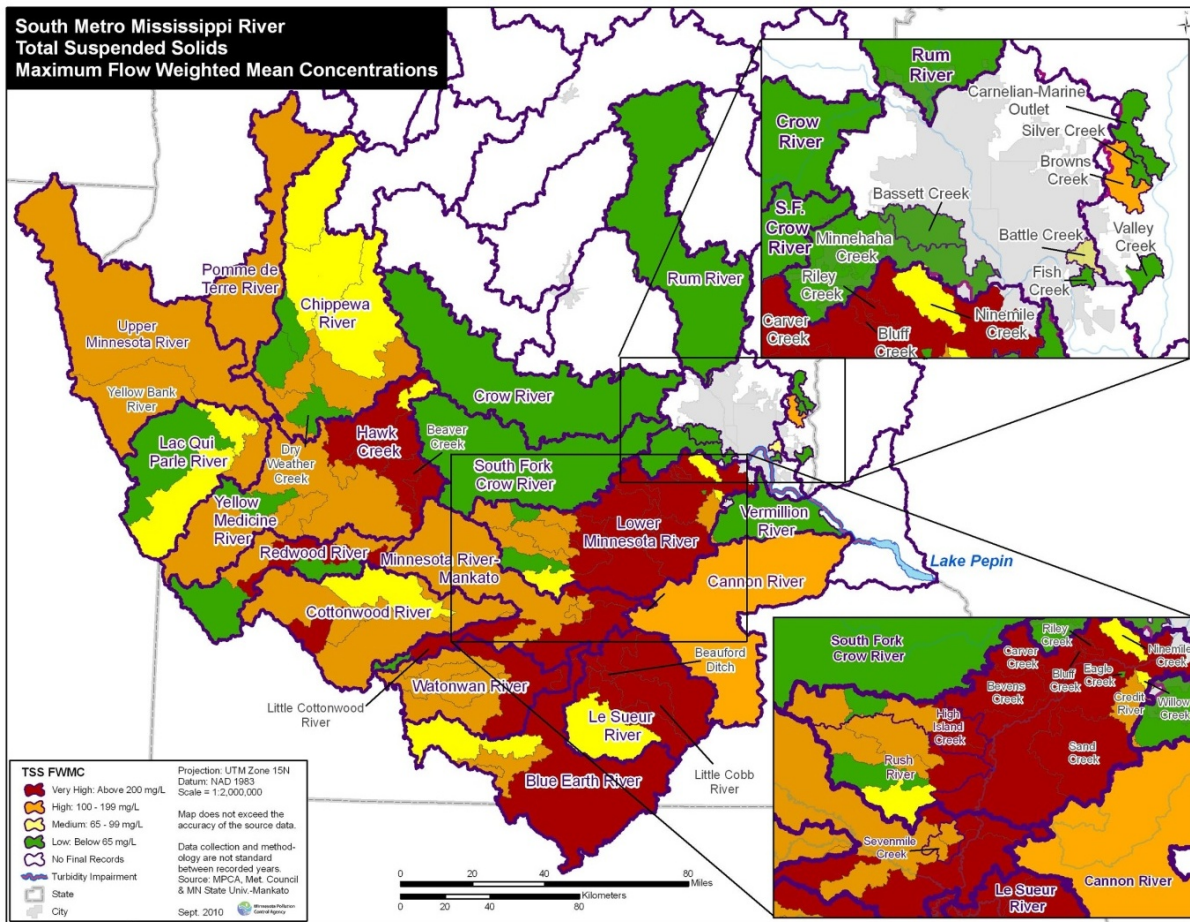 South Metro Mississippi River
Total Suspended Solids
Maximum Flow Weighted Mean Concentrations
Rum
River
Carnelian-Marine
Outlet
Silver Creek
Browns
Creek
Crow
River
Bassett Creek
S.F.
Crow
River
Minnehaha
Creek
Battle Creek
Valley
Creek
Fish
Creek
Riley
Creek
Carver
Creek
Bluff
Creek
Ninemile
Creek
Pomme de
Terre River
Chippewa
River
Rum River
Upper
Minnesota River
Yellow Bank
River
Crow River
Lac Qui
Parle River
Dry
Weather
Creek
Hawk
Creek
Beaver
Creek
South Fork
Crow River
Yellow
Medicine
River
Redwood River
Minnesota River-
Mankato
Lower
Minnesota River
Vermillion
River
Lake Pepin
Cannon River
Cottonwood River
Beauford
Ditch
Little Cottonwood
River
Watonwan River
Le Sueur
River
Blue Earth River
Little Cobb
River
South Fork
Crow River
Riley
Creek
Carver
Creek
Ninemile
Creek
Bluff
Creek
Eagle
Creek
Bevens
Creek
Credit
River
Willow
Creek
High
Island
Creek
Sand
Creek
Rush
River
Sevenmile
Creek
Cannon River
Le Sueur
River
TSS FWMC
Very High: Above 200 mg/L
High: 100 - 199 mg/L
Medium: 65 - 99 mg/L
Low: Below 65 mg/L
No Final Records
Turbidity Impairment
State
City
Projection: UTM Zone 15N
Datum: NAD 1983
Scale = 1:2,000,000
Map does not exceed the
accuracy of the source data.
Data collection and method-
ology are not standard
between recorded years.
Source: MPCA, Met. Council
& MN State Univ.-Mankato
Sept. 2010
Minnesota Pollution
Control Agency
0 80
Miles
Kilometers
0 80